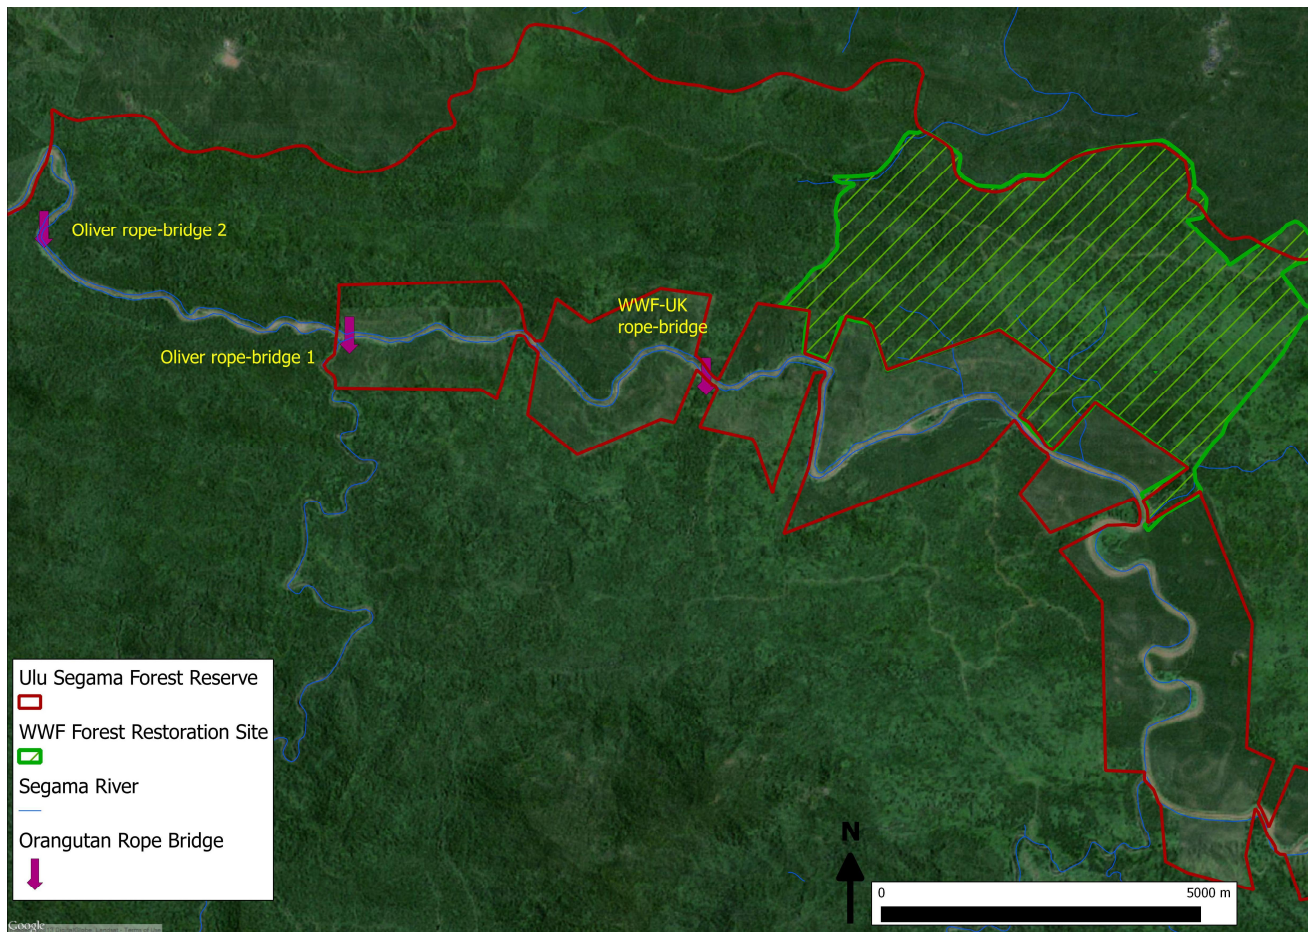 Oliver rope-bridge 2
WWF-UK
rope-bridge
Oliver rope-bridge 1
Ulu Segama Forest Reserve
WWF Forest Restoration Site
Segama River
Orangutan Rope Bridge
N
0
5000 m
Google